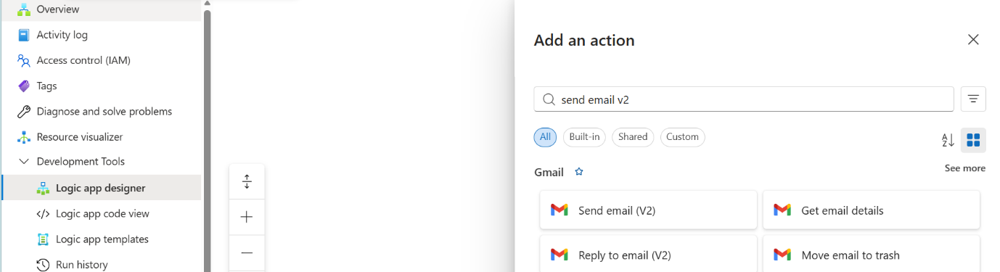 Overview
Activity log
Access control (IAM)
Tags
Diagnose and solve problems
Resource visualizer
Development Tools
Logic app designer
Logic app code view
Logic app templates
Run history
Add an action
send email v2
All Built-in Shared Custom
A
Z
Gmail See more
Send email (V2) Get email details
Reply to email (V2) Move email to trash